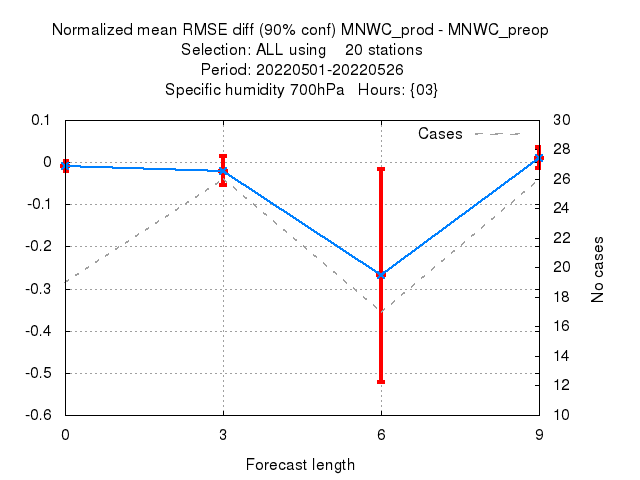 Normalized mean RMSE diff (90% conf) MNWC_prod - MNWC_preop
Selection: ALL using    20 stations
Period: 20220501-20220526
Specific humidity 700hPa   Hours: {03}
Cases
0.1
0
-0.1
-0.2
-0.3
-0.4
-0.5
-0.6
30
28
26
24
22
20
18
16
14
12
10
No cases
0 3 6 9
Forecast length